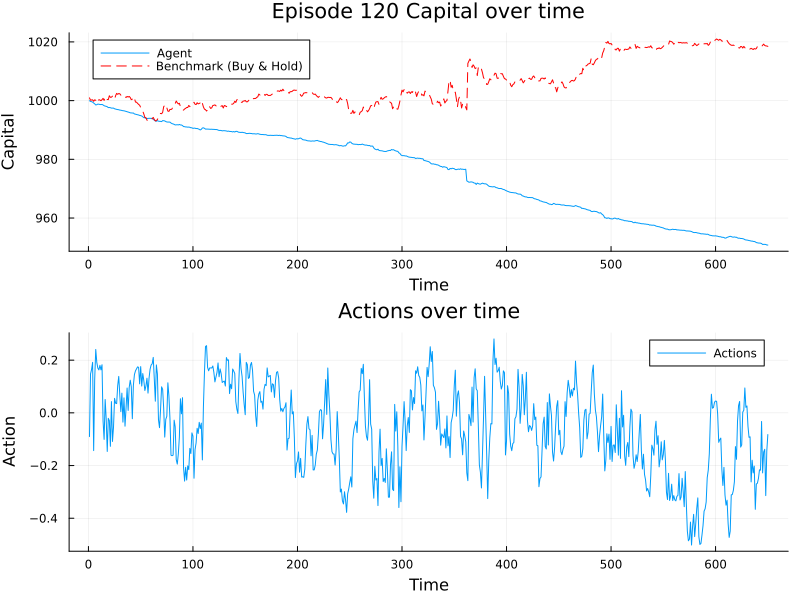 Episode 120 Capital over time
1020
1000
980
960
Capital
Agent
Benchmark (Buy & Hold)
0 100 200 300 400 500 600
Time
Actions over time
0.2
0.0
−0.2
−0.4
Action
Actions
0 100 200 300 400 500 600
Time